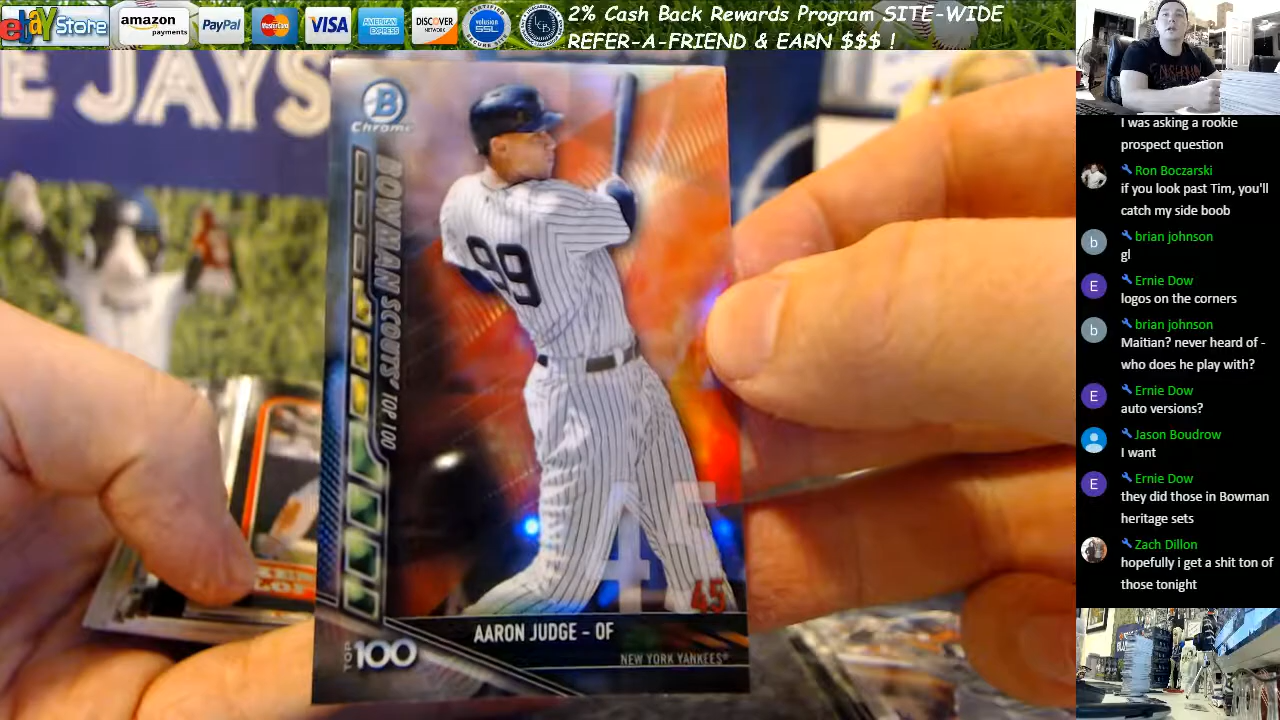 ebay Store
amazon
payments
PayPal
MasterCard
VISA
AMERICAN
EXPRESS
DISCOVER
NETWORK
2% Cash Back Rewards Program SITE-WIDE
REFER-A-FRIEND & EARN $$$ !
E JAYS
B
Chrome
BOWMAN SCOUTS' TOP 100
99
45
45
AARON JUDGE - OF
NEW YORK YANKEES®
TOP 100
I was asking a rookie
prospect question
Ron Boczarski
if you look past Tim, you'll
catch my side boob
b
brian johnson
gl
E
Ernie Dow
logos on the corners
b
brian johnson
Maitian? never heard of -
who does he play with?
E
Ernie Dow
auto versions?
Jason Boudrow
I want
E
Ernie Dow
they did those in Bowman
heritage sets
Zach Dillon
hopefully i get a shit ton of
those tonight